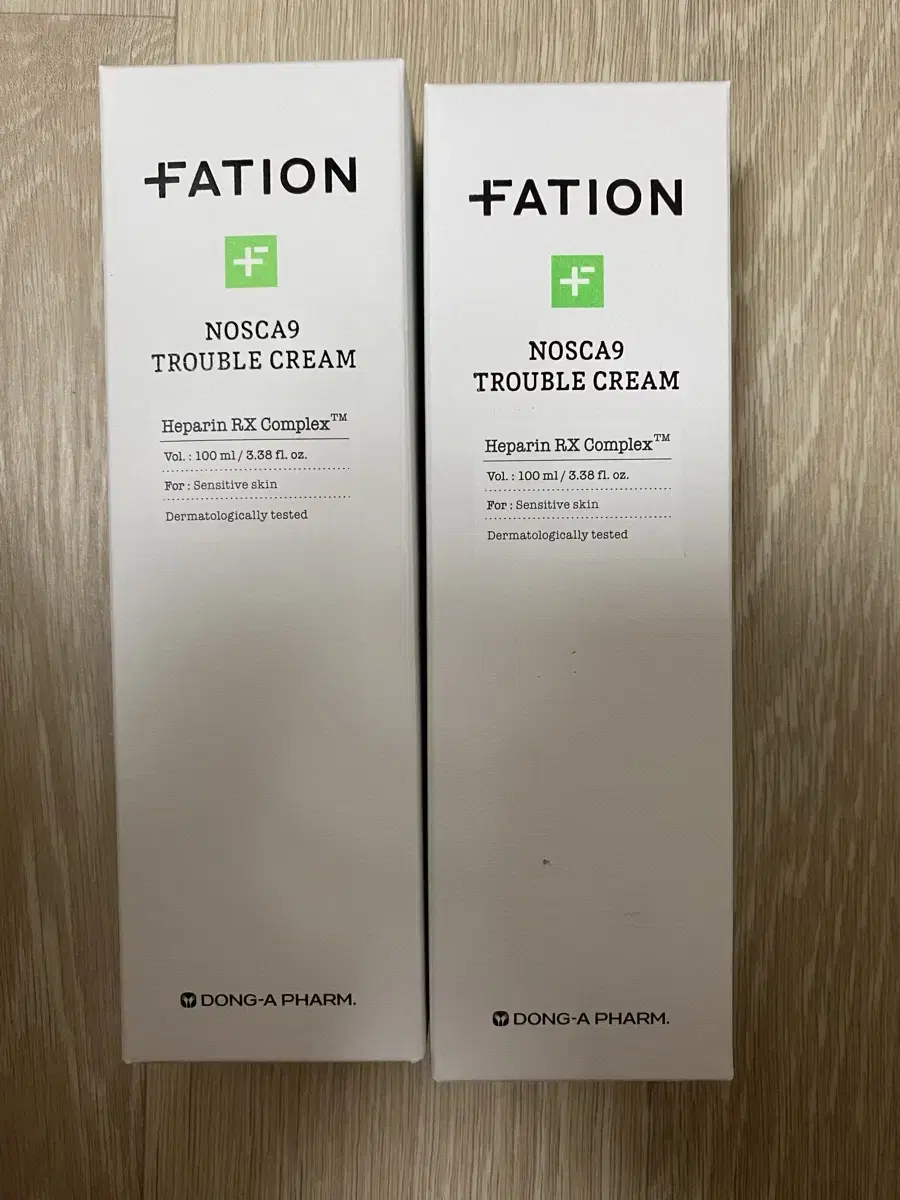 FATION
F
NOSCA9
TROUBLE CREAM
Heparin RX Complex™
Vol. : 100 ml / 3.38 fl. oz.
For : Sensitive skin
Dermatologically tested
DONG-A PHARM.
FATION
F
NOSCA9
TROUBLE CREAM
Heparin RX Complex™
Vol. : 100 ml / 3.38 fl. oz.
For : Sensitive skin
Dermatologically tested
DONG-A PHARM.